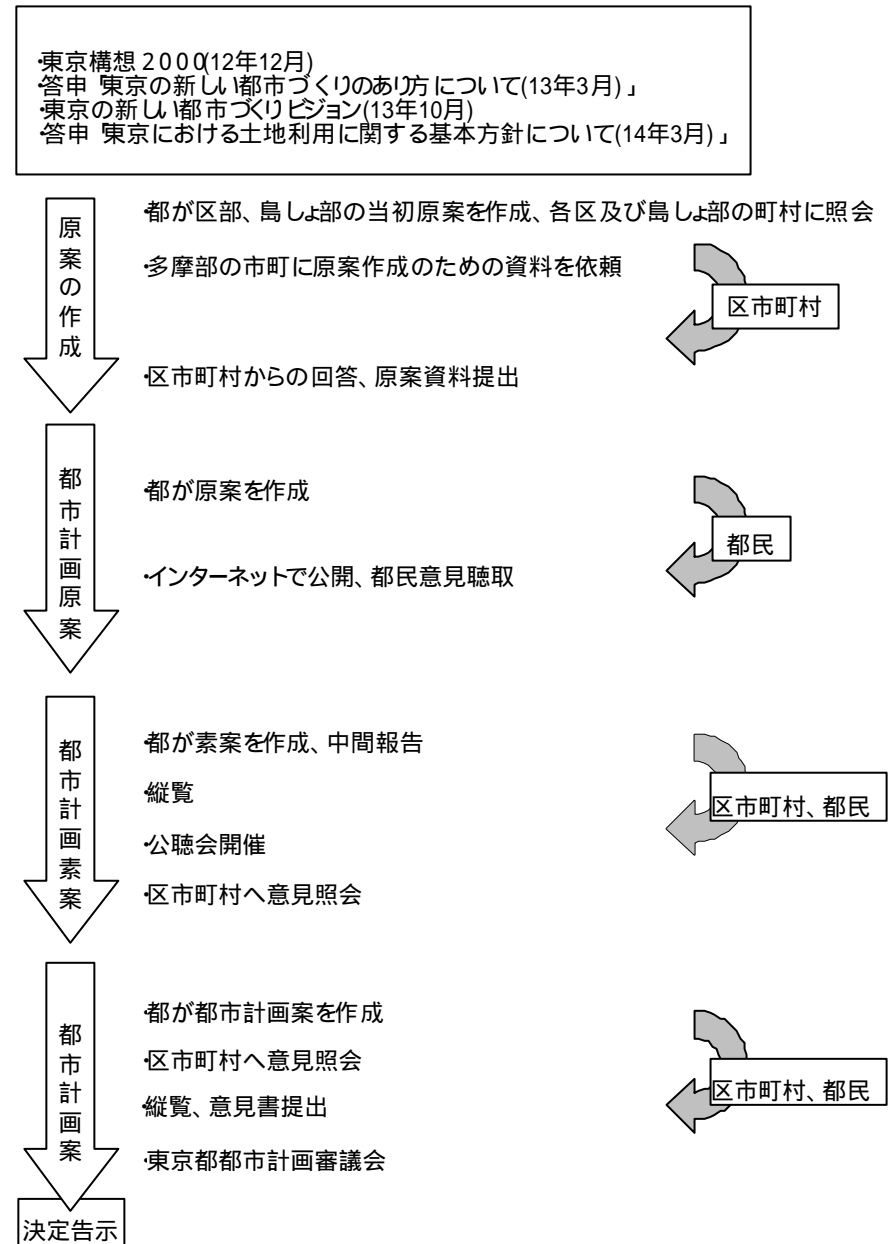 ・東京構想2000(12年12月)
・答申「東京の新しい都市づくりのあり方について(13年3月)」
・東京の新しい都市づくりビジョン(13年10月)
・答申「東京における土地利用に関する基本方針について(14年3月)」
原案の作成
・都が区部、島しょ部の当初原案を作成、各区及び島しょ部の町村に照会
・多摩部の市町に原案作成のための資料を依頼
区市町村
・区市町村からの回答、原案資料提出
都市計画原案
・都が原案を作成
都民
・インターネットで公開、都民意見聴取
都市計画素案
・都が素案を作成、中間報告
・縦覧
区市町村、都民
・公聴会開催
・区市町村へ意見照会
都市計画案
・都が都市計画案を作成
・区市町村へ意見照会
区市町村、都民
・縦覧、意見書提出
・東京都都市計画審議会
決定告示